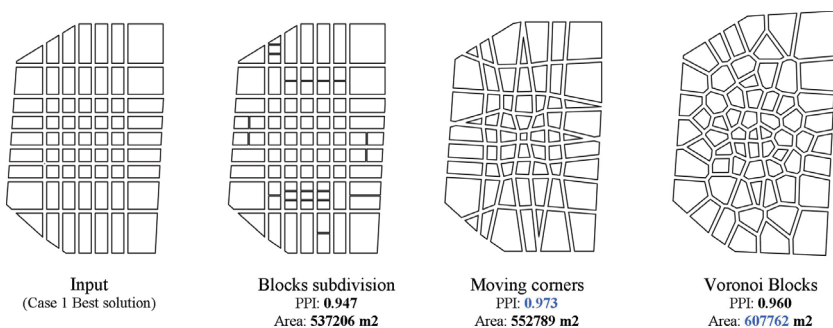 Input
(Case 1 Best solution)
Blocks subdivision
PPI: 0.947
Area: 537206 m2
Moving corners
PPI: 0.973
Area: 552789 m2
Voronoi Blocks
PPI: 0.960
Area: 607762 m2